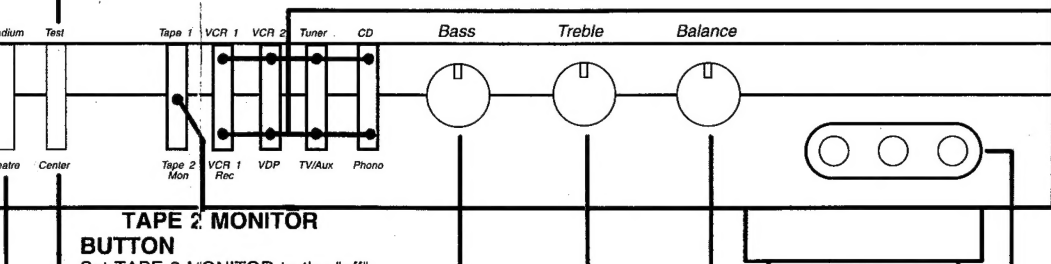 Test Tape 1 VCR 1 VCR 2 Tuner CD Bass Treble Balance
Center Tape 2 VCR 1 VDP TV/Aux Phono
Mon Rec
TAPE 2 MONITOR
BUTTON